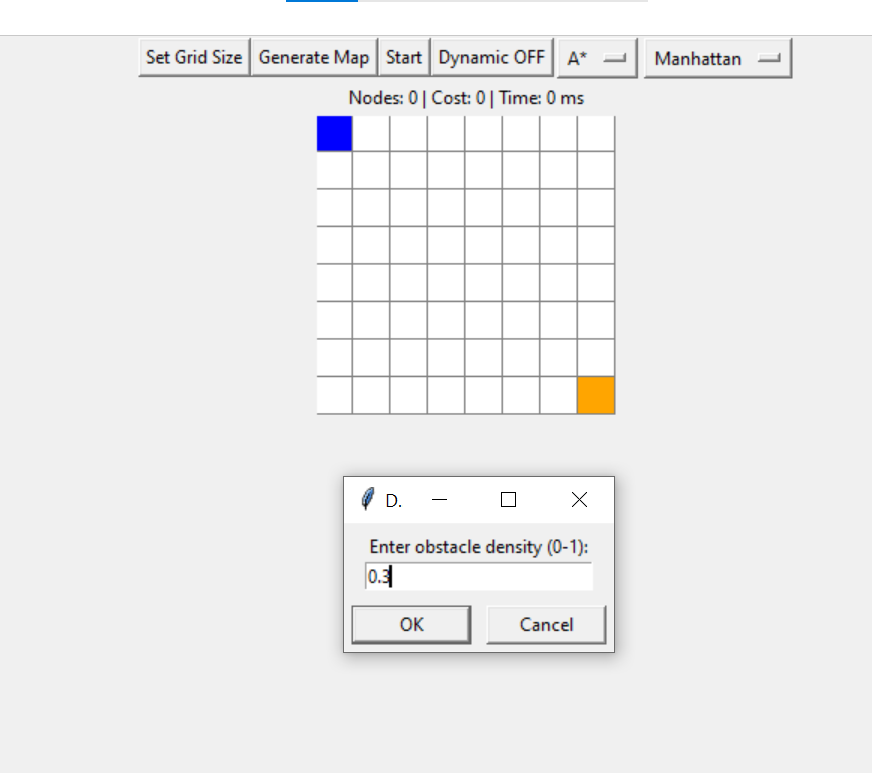 Set Grid Size Generate Map Start Dynamic OFF A* Manhattan
Nodes: 0 | Cost: 0 | Time: 0 ms
D.
Enter obstacle density (0-1):
0.3
OK Cancel